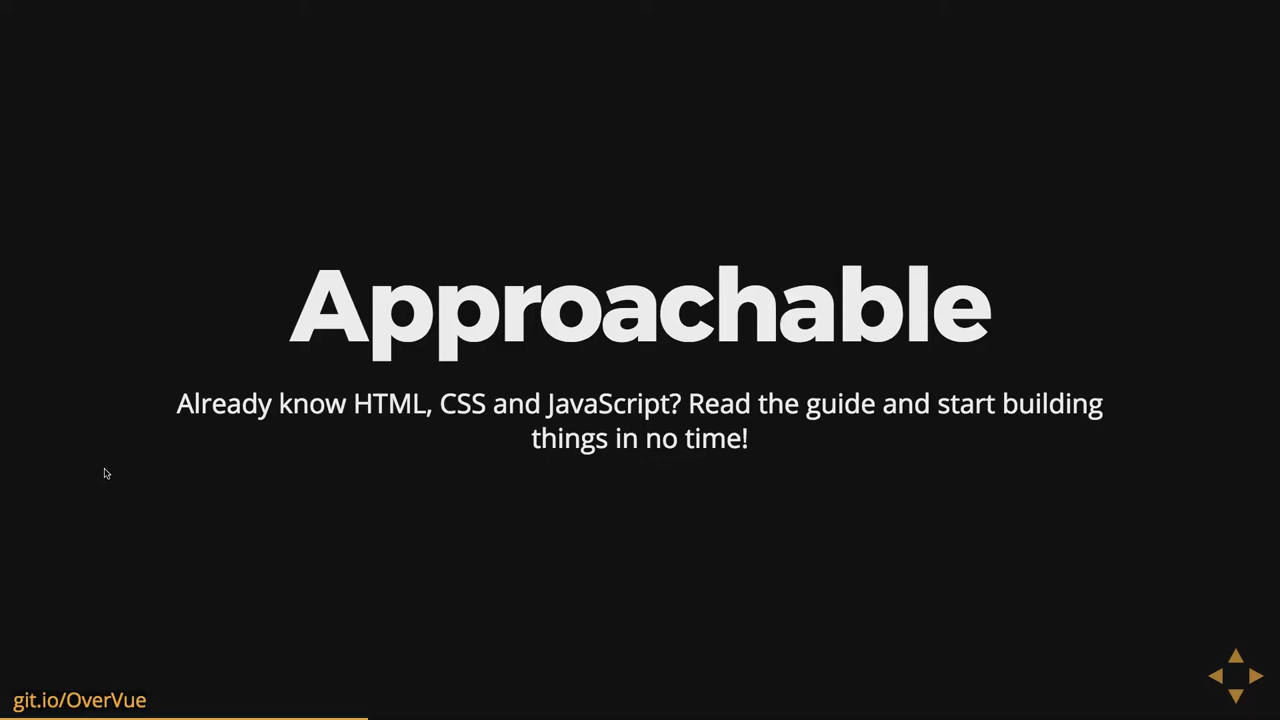 Approachable
Already know HTML, CSS and JavaScript? Read the guide and start building
things in no time!
git.io/OverVue